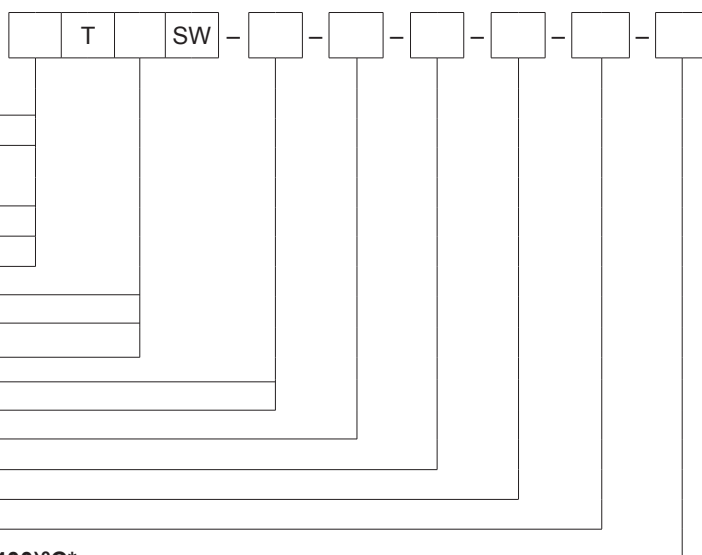 T SW – – – – – –